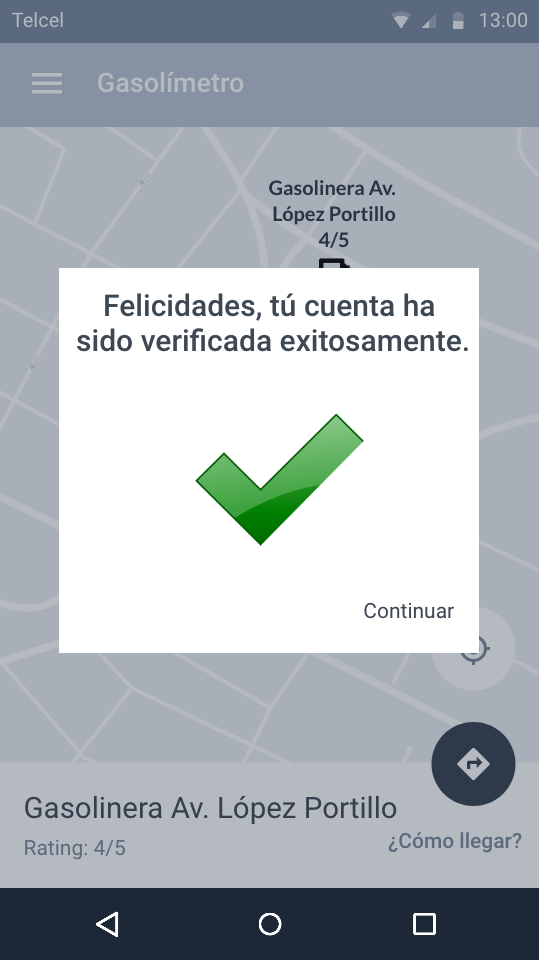 Telcel 13:00
Gasolímetro
Gasolinera Av.
López Portillo
4/5
Felicidades, tú cuenta ha
sido verificada exitosamente.
Continuar
Gasolinera Av. López Portillo
Rating: 4/5
¿Cómo llegar?